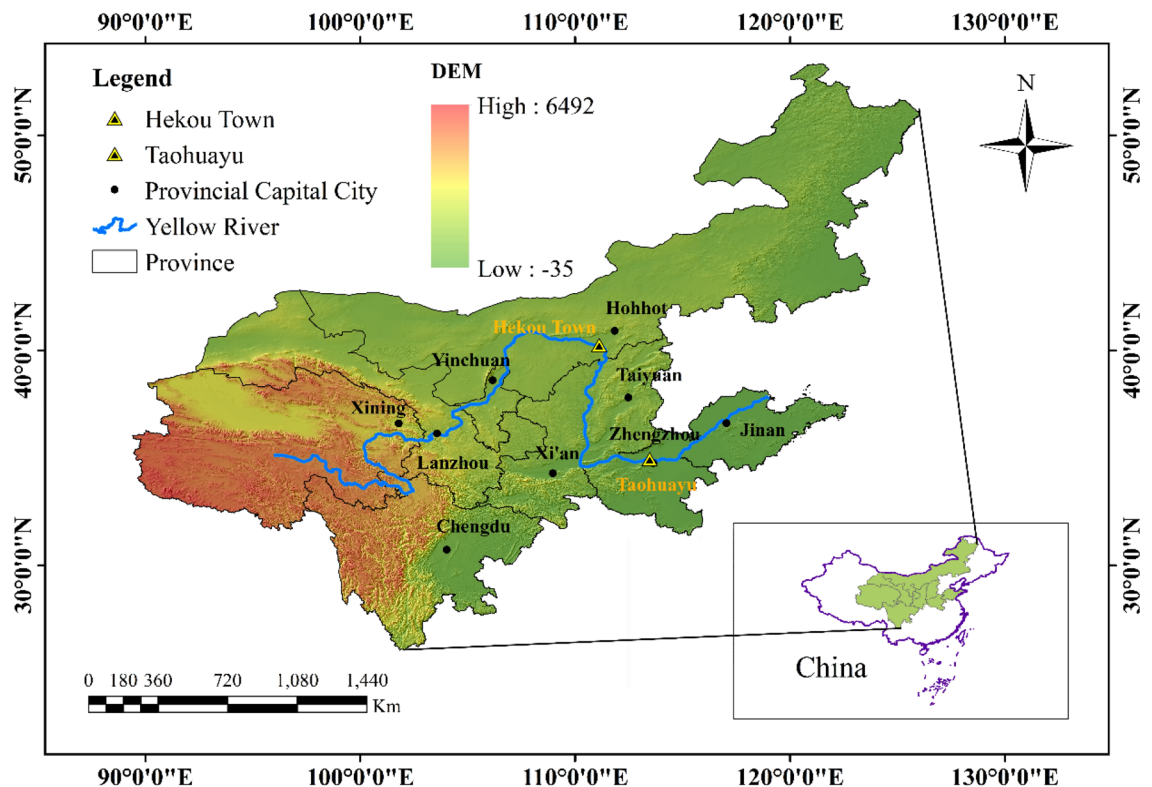 90°0'0"E 100°0'0"E 110°0'0"E 120°0'0"E 130°0'0"E
50°0'0"N
40°0'0"N
30°0'0"N
50°0'0"N
40°0'0"N
30°0'0"N
Legend
Hekou Town
Taohuayu
Provincial Capital City
Yellow River
Province
DEM
High : 6492
Low : -35
N
Hohhot
Hekou Town
Yinchuan
Taiyuan
Xining
Zhengzhou
Jinan
Lanzhou
Xi'an
Taohuayu
Chengdu
China
0 180 360 720 1,080 1,440
Km
90°0'0"E 100°0'0"E 110°0'0"E 120°0'0"E 130°0'0"E